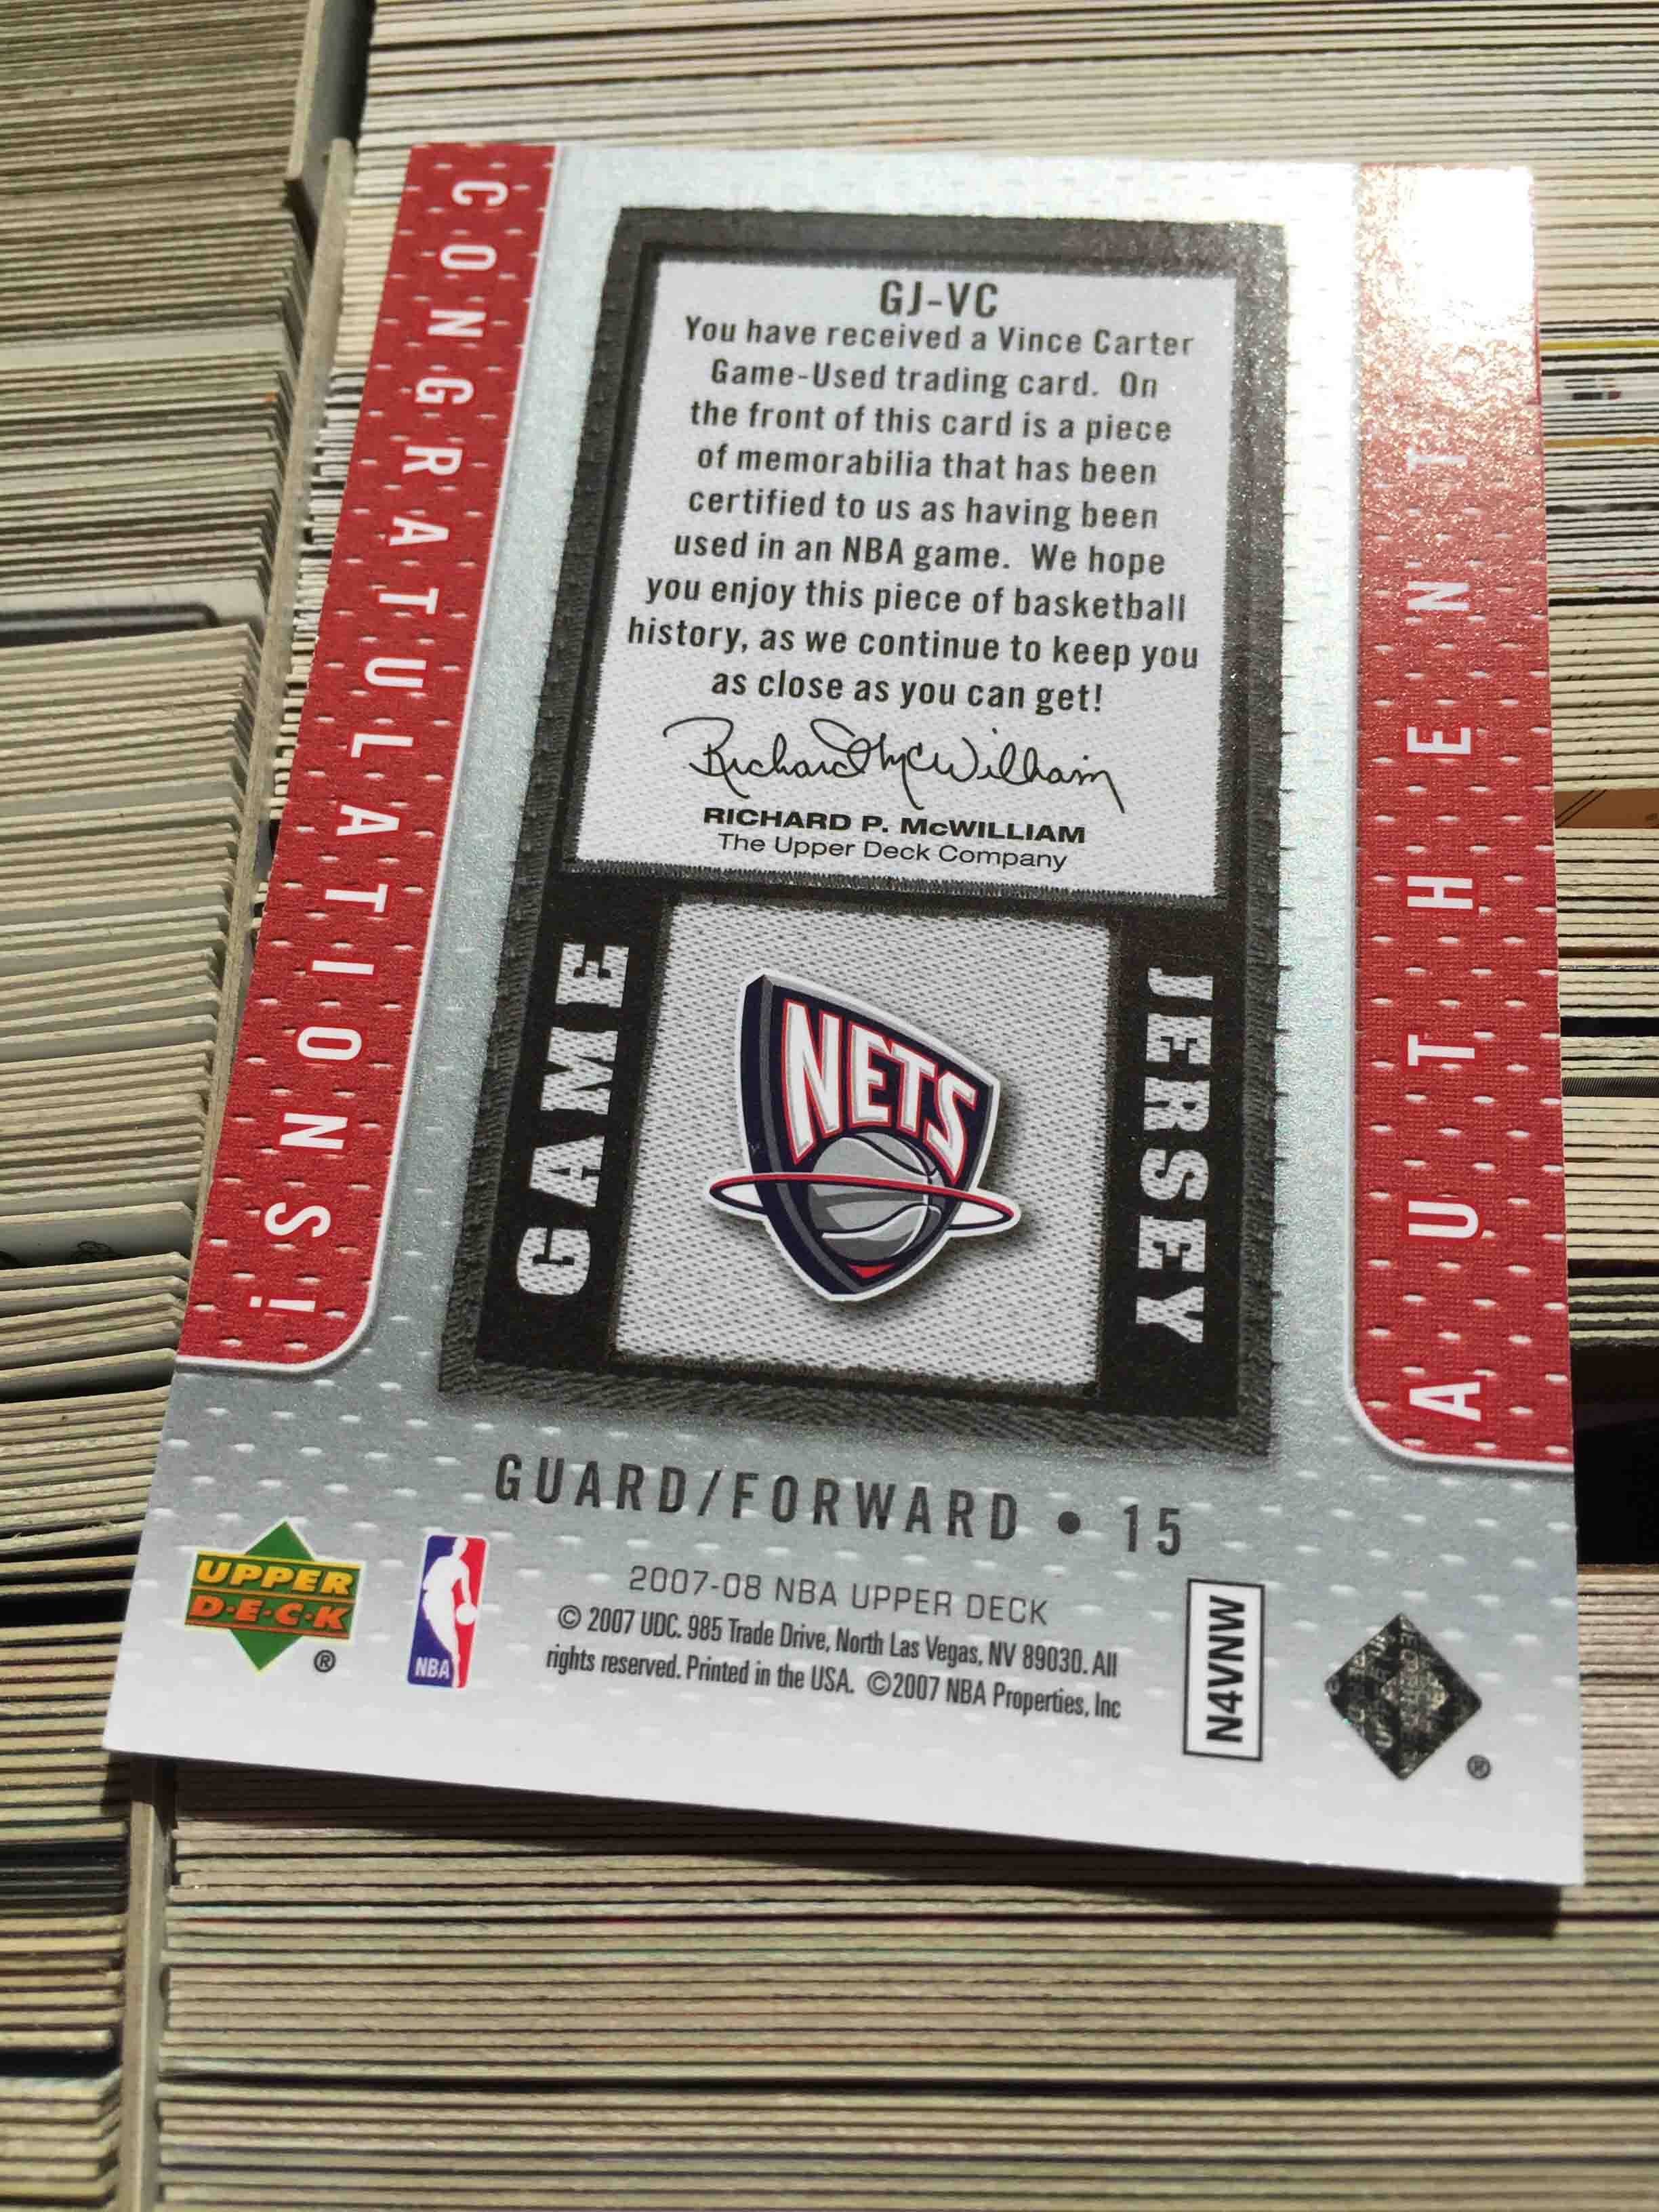 CONGRATULATIONS!
GJ-VC
You have received a Vince Carter
Game-Used trading card. On
the front of this card is a piece
of memorabilia that has been
certified to us as having been
used in an NBA game. We hope
you enjoy this piece of basketball
history, as we continue to keep you
as close as you can get!
Richard McWilliam
RICHARD P. McWILLIAM
The Upper Deck Company
GAME
NETS
JERSEY
AUTHENT
GUARD/FORWARD • 15
UPPER
D·E·C·K
®
NBA
2007-08 NBA UPPER DECK
© 2007 UDC. 985 Trade Drive, North Las Vegas, NV 89030. All
rights reserved. Printed in the USA. ©2007 NBA Properties, Inc
N4VNW
®